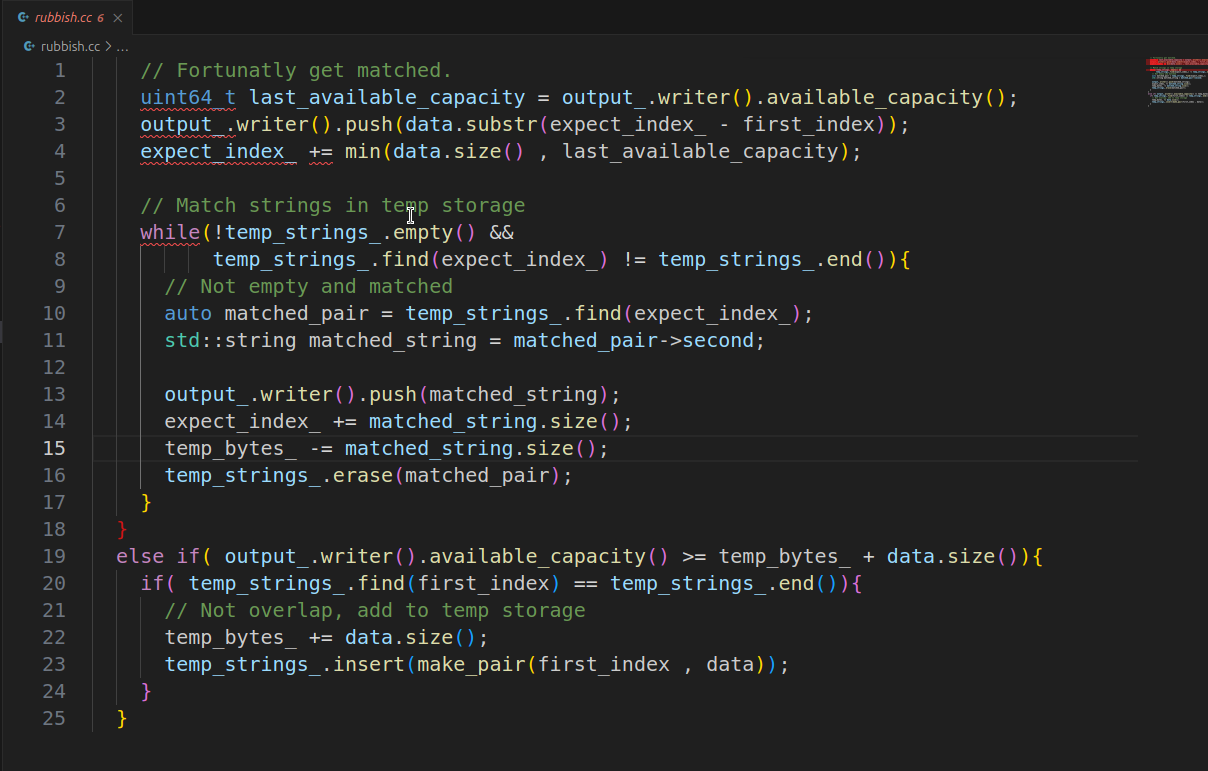 rubbish.cc 6
rubbish.cc > ...
1 // Fortunatly get matched.
2 uint64_t last_available_capacity = output_.writer().available_capacity();
3 output_.writer().push(data.substr(expect_index_ - first_index));
4 expect_index_ += min(data.size() , last_available_capacity);
5
6 // Match strings in temp storage
7 while(!temp_strings_.empty() &&
8 temp_strings_.find(expect_index_) != temp_strings_.end()){
9 // Not empty and matched
10 auto matched_pair = temp_strings_.find(expect_index_);
11 std::string matched_string = matched_pair->second;
12
13 output_.writer().push(matched_string);
14 expect_index_ += matched_string.size();
15 temp_bytes_ -= matched_string.size();
16 temp_strings_.erase(matched_pair);
17 }
18 }
19 else if( output_.writer().available_capacity() >= temp_bytes_ + data.size()){
20 if( temp_strings_.find(first_index) == temp_strings_.end()){
21 // Not overlap, add to temp storage
22 temp_bytes_ += data.size();
23 temp_strings_.insert(make_pair(first_index , data));
24 }
25 }